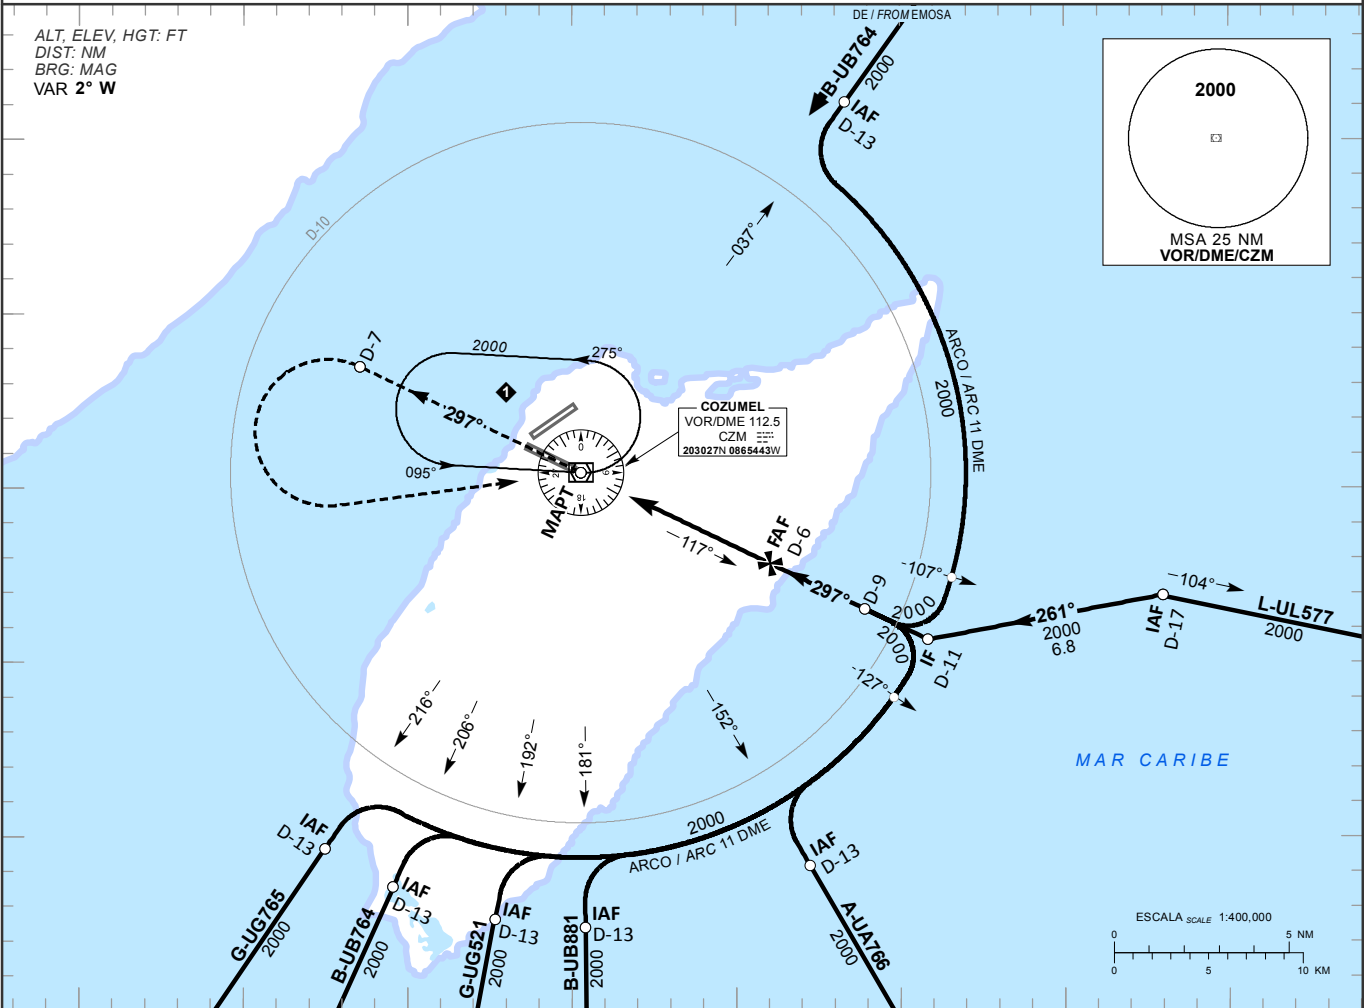 DE / FROM EMOSA
ALT, ELEV, HGT: FT
DIST: NM
BRG: MAG
VAR 2° W
B-UB764
2000
IAF
D-13
2000
MSA 25 NM
VOR/DME/CZM
D-10
037°
ARCO / ARC 11 DME
2000
D-7
2000
275°
1
297°
095°
COZUMEL
VOR/DME 112.5
CZM
203027N 0865443W
0
9
18
27
MAPT
117°
FAF
D-6
297°
D-9
107°
2000
2000
IF
D-11
127°
261°
2000
6.8
104°
IAF
D-17
L-UL577
2000
216°
206°
192°
181°
152°
MAR CARIBE
2000
ARCO / ARC 11 DME
IAF
D-13
G-UG765
2000
IAF
D-13
B-UB764
2000
IAF
D-13
G-UG521
2000
IAF
D-13
B-UB881
2000
IAF
D-13
A-UA766
2000
ESCALA SCALE 1:400,000
0 5 NM
0 5 10 KM